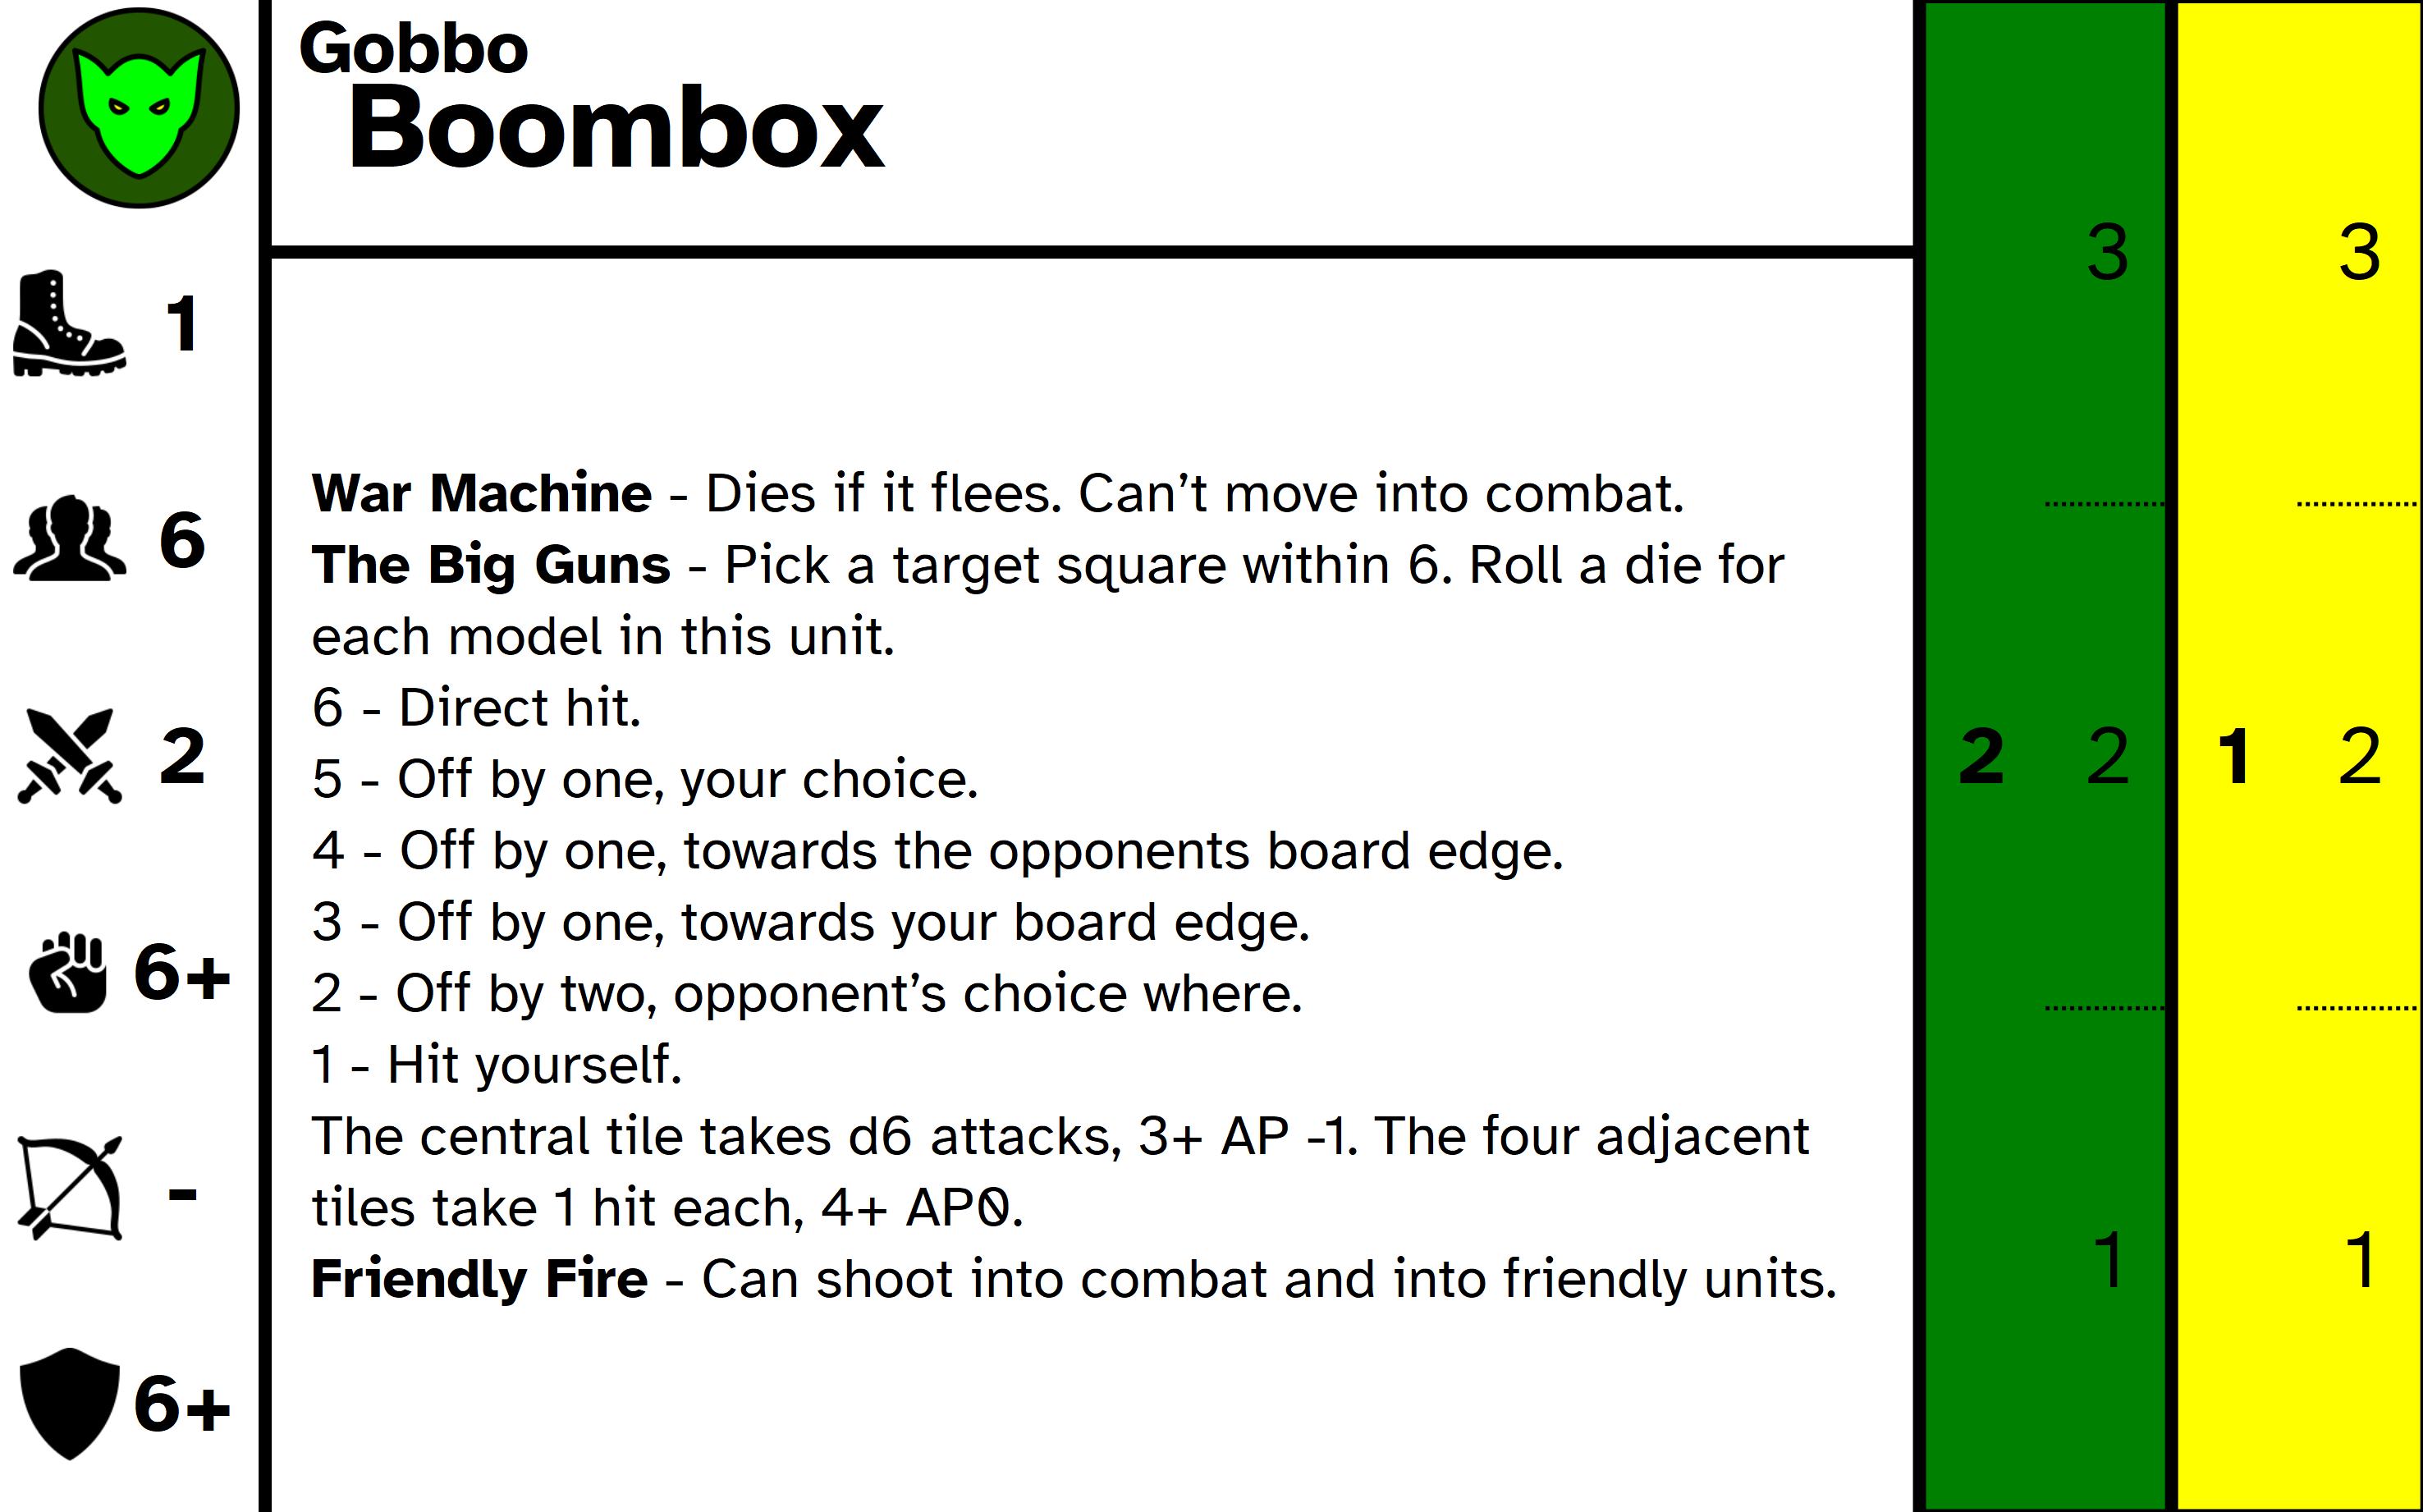 Gobbo
Boombox
1
6
2
6+
-
6+
War Machine - Dies if it flees. Can’t move into combat.
The Big Guns - Pick a target square within 6. Roll a die for
each model in this unit.
6 - Direct hit.
5 - Off by one, your choice.
4 - Off by one, towards the opponents board edge.
3 - Off by one, towards your board edge.
2 - Off by two, opponent’s choice where.
1 - Hit yourself.
The central tile takes d6 attacks, 3+ AP -1. The four adjacent
tiles take 1 hit each, 4+ AP0.
Friendly Fire - Can shoot into combat and into friendly units.
3 3
2 2 1 2
1 1